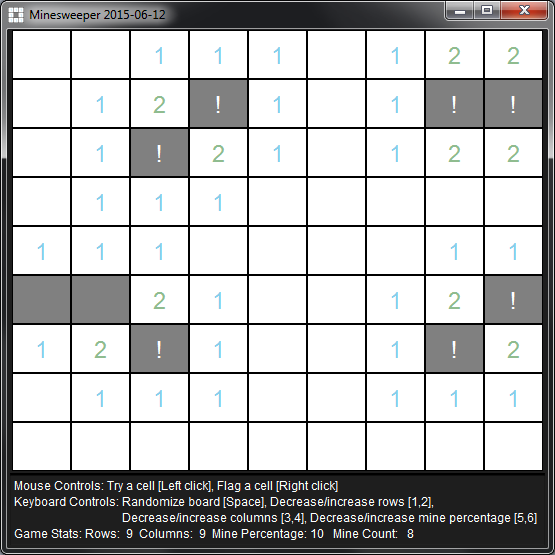 Minesweeper 2015-06-12
1 1 1 1 2 2
1 2 ! 1 1 ! !
1 ! 2 1 1 2 2
1 1 1
1 1 1 1 1
2 1 1 2 !
1 2 ! 1 1 ! 2
1 1 1 1 1 1
Mouse Controls: Try a cell [Left click], Flag a cell [Right click]
Keyboard Controls: Randomize board [Space], Decrease/increase rows [1,2],
Decrease/increase columns [3,4], Decrease/increase mine percentage [5,6]
Game Stats: Rows: 9 Columns: 9 Mine Percentage: 10 Mine Count: 8